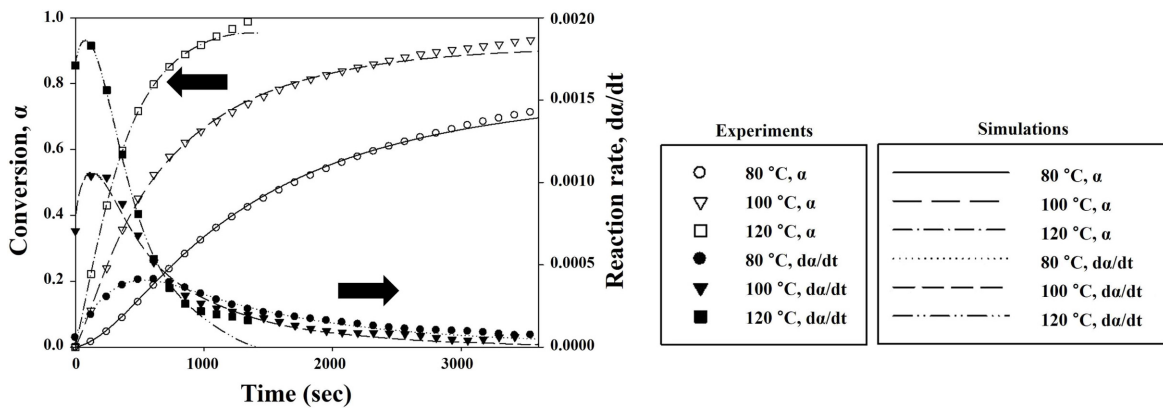 1.0
0.8
0.6
0.4
0.2
0.0
Conversion, α
0.0020
0.0015
0.0010
0.0005
0.0000
Reaction rate, dα/dt
0
1000
2000
3000
Time (sec)
Experiments
80 °C, α
100 °C, α
120 °C, α
80 °C, dα/dt
100 °C, dα/dt
120 °C, dα/dt
Simulations
80 °C, α
100 °C, α
120 °C, α
80 °C, dα/dt
100 °C, dα/dt
120 °C, dα/dt